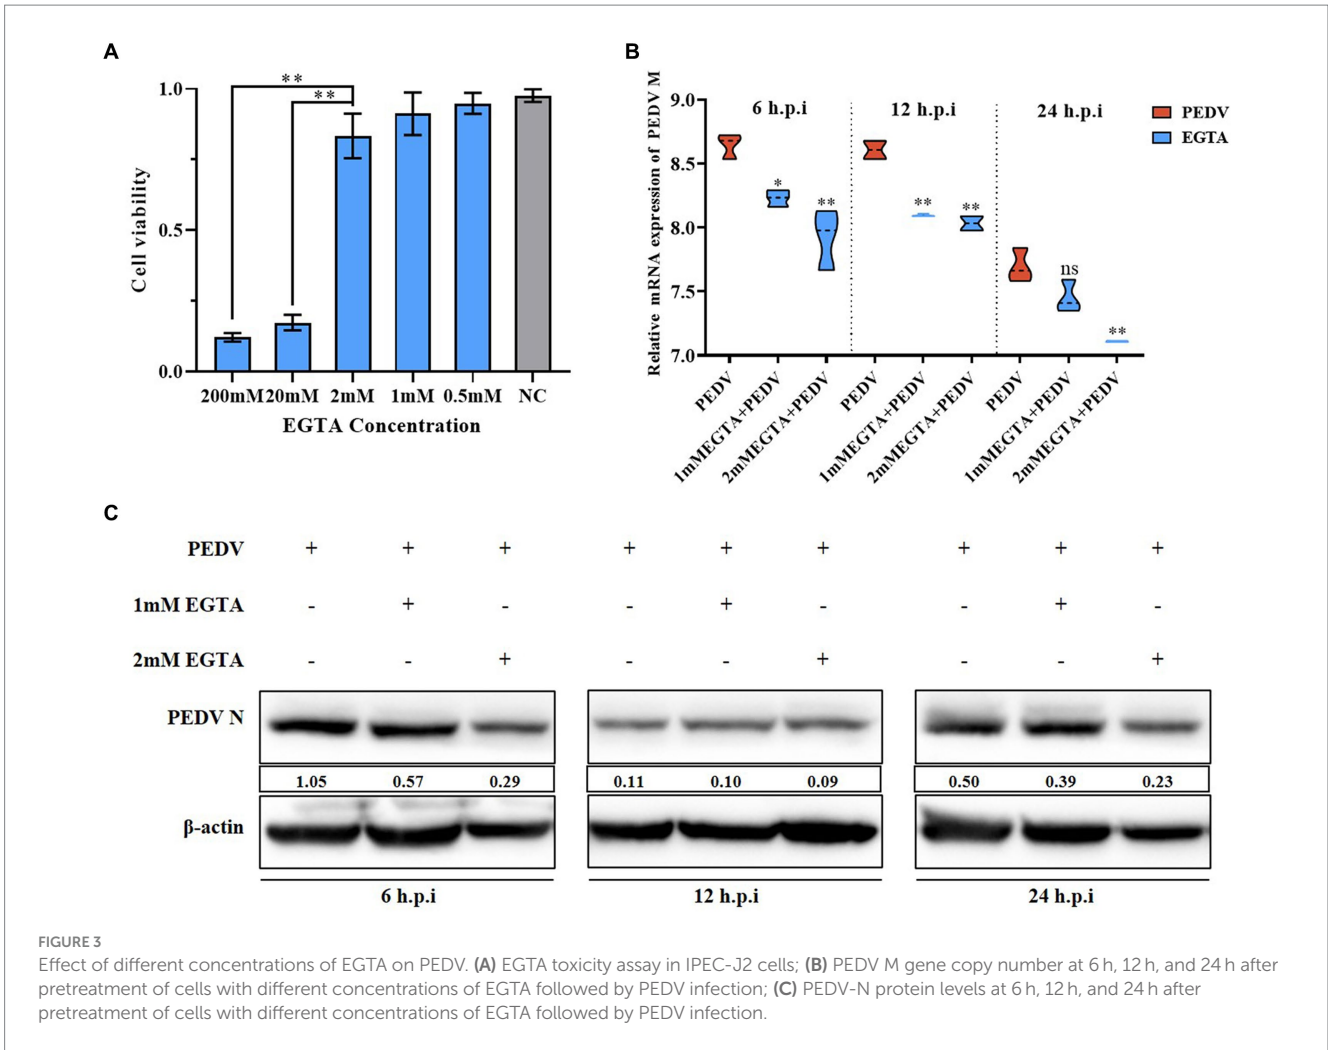 A
1.0
0.5
0.0
Cell viability
**
**
200mM 20mM 2mM 1mM 0.5mM NC
EGTA Concentration
B
Relative mRNA expression of PEDV M
9.0
8.5
8.0
7.5
7.0
6 h.p.i 12 h.p.i 24 h.p.i
PEDV
EGTA
*
**
**
**
ns
**
PEDV
1mMEGTA+PEDV
2mMEGTA+PEDV
PEDV
1mMEGTA+PEDV
2mMEGTA+PEDV
PEDV
1mMEGTA+PEDV
2mMEGTA+PEDV
C
PEDV + + + + + + + + +
1mM EGTA - + - - + - - + -
2mM EGTA - - + - - + - - +
PEDV N
1.05 0.57 0.29 0.11 0.10 0.09 0.50 0.39 0.23
β-actin
6 h.p.i 12 h.p.i 24 h.p.i
FIGURE 3
Effect of different concentrations of EGTA on PEDV. (A) EGTA toxicity assay in IPEC-J2 cells; (B) PEDV M gene copy number at 6 h, 12 h, and 24 h after
pretreatment of cells with different concentrations of EGTA followed by PEDV infection; (C) PEDV-N protein levels at 6 h, 12 h, and 24 h after
pretreatment of cells with different concentrations of EGTA followed by PEDV infection.